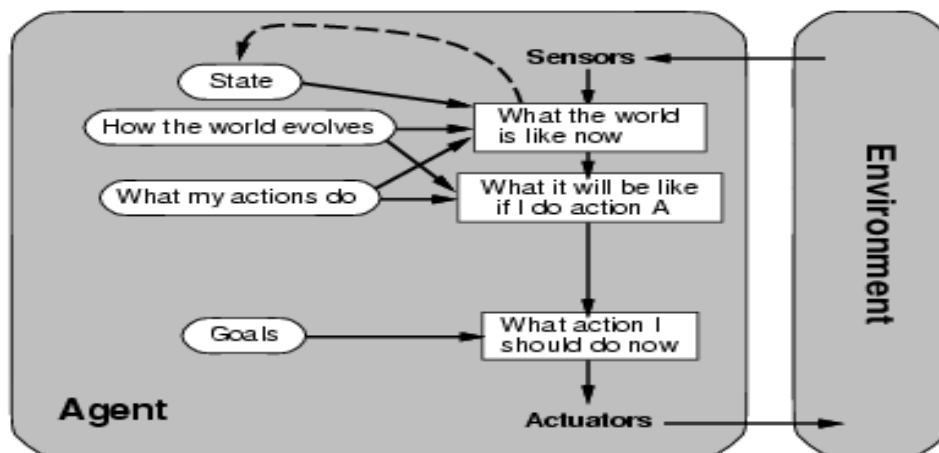 Sensors
State
What the world
is like now
How the world evolves
What it will be like
if I do action A
What my actions do
Environment
What action I
should do now
Goals
Agent
Actuators